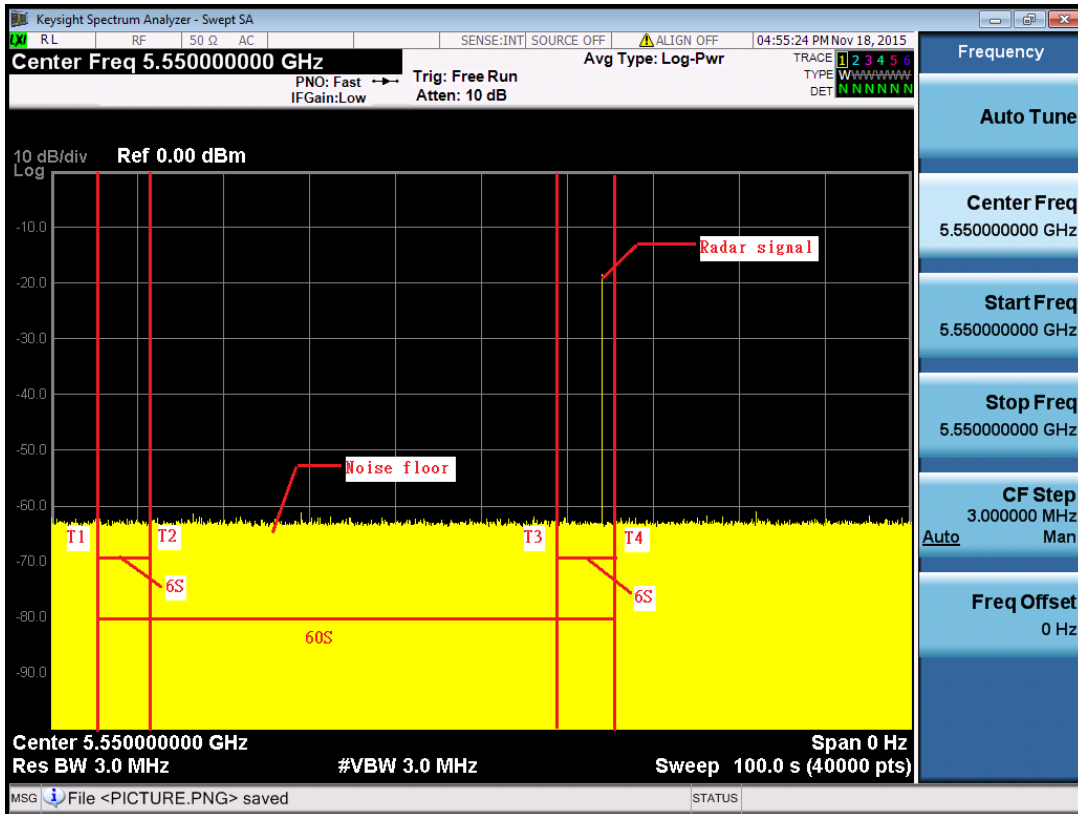 Keysight Spectrum Analyzer - Swept SA
LXI RL RF 50 Ω AC SENSE:INT SOURCE OFF ALIGN OFF 04:55:24 PM Nov 18, 2015
Center Freq 5.550000000 GHz
PNO: Fast
IFGain:Low
Trig: Free Run
Atten: 10 dB
Avg Type: Log-Pwr
TRACE 1 2 3 4 5 6
TYPE WWWWWW
DET N N N N N N
10 dB/div Ref 0.00 dBm
Log
-10.0
-20.0
-30.0
-40.0
-50.0
-60.0
-70.0
-80.0
-90.0
Radar signal
Noise floor
T1
T2
T3
T4
6S
6S
60S
Center 5.550000000 GHz Span 0 Hz
Res BW 3.0 MHz #VBW 3.0 MHz Sweep 100.0 s (40000 pts)
MSG File <PICTURE.PNG> saved STATUS
Frequency
Auto Tune
Center Freq
5.550000000 GHz
Start Freq
5.550000000 GHz
Stop Freq
5.550000000 GHz
CF Step
3.000000 MHz
Auto Man
Freq Offset
0 Hz